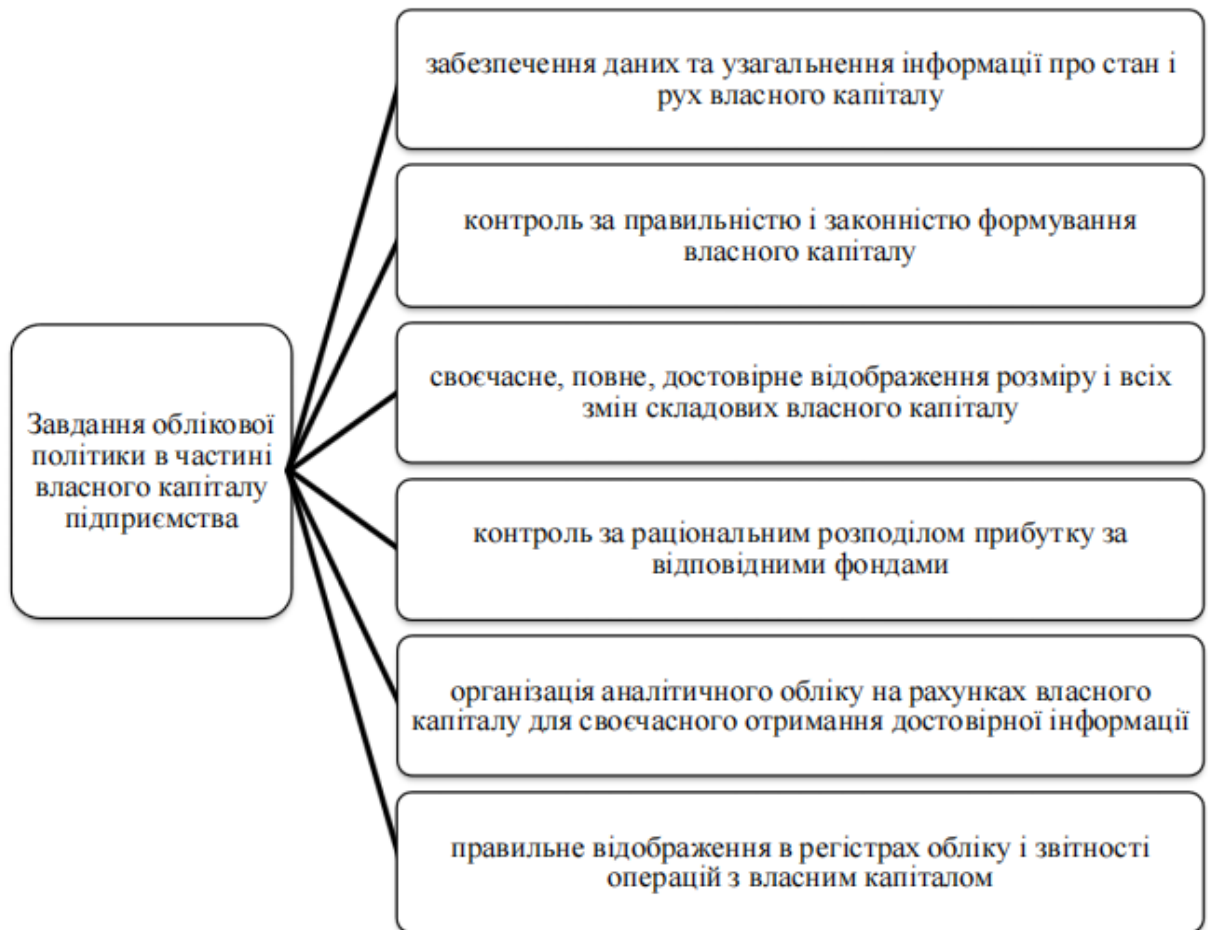 забезпечення даних та узагальнення інформації про стан і
рух власного капіталу
контроль за правильністю і законністю формування
власного капіталу
своєчасне, повне, достовірне відображення розміру і всіх
змін складових власного капіталу
Завдання облікової
політики в частині
власного капіталу
підприємства
контроль за раціональним розподілом прибутку за
відповідними фондами
організація аналітичного обліку на рахунках власного
капіталу для своєчасного отримання достовірної інформації
правильне відображення в регістрах обліку і звітності
операцій з власним капіталом